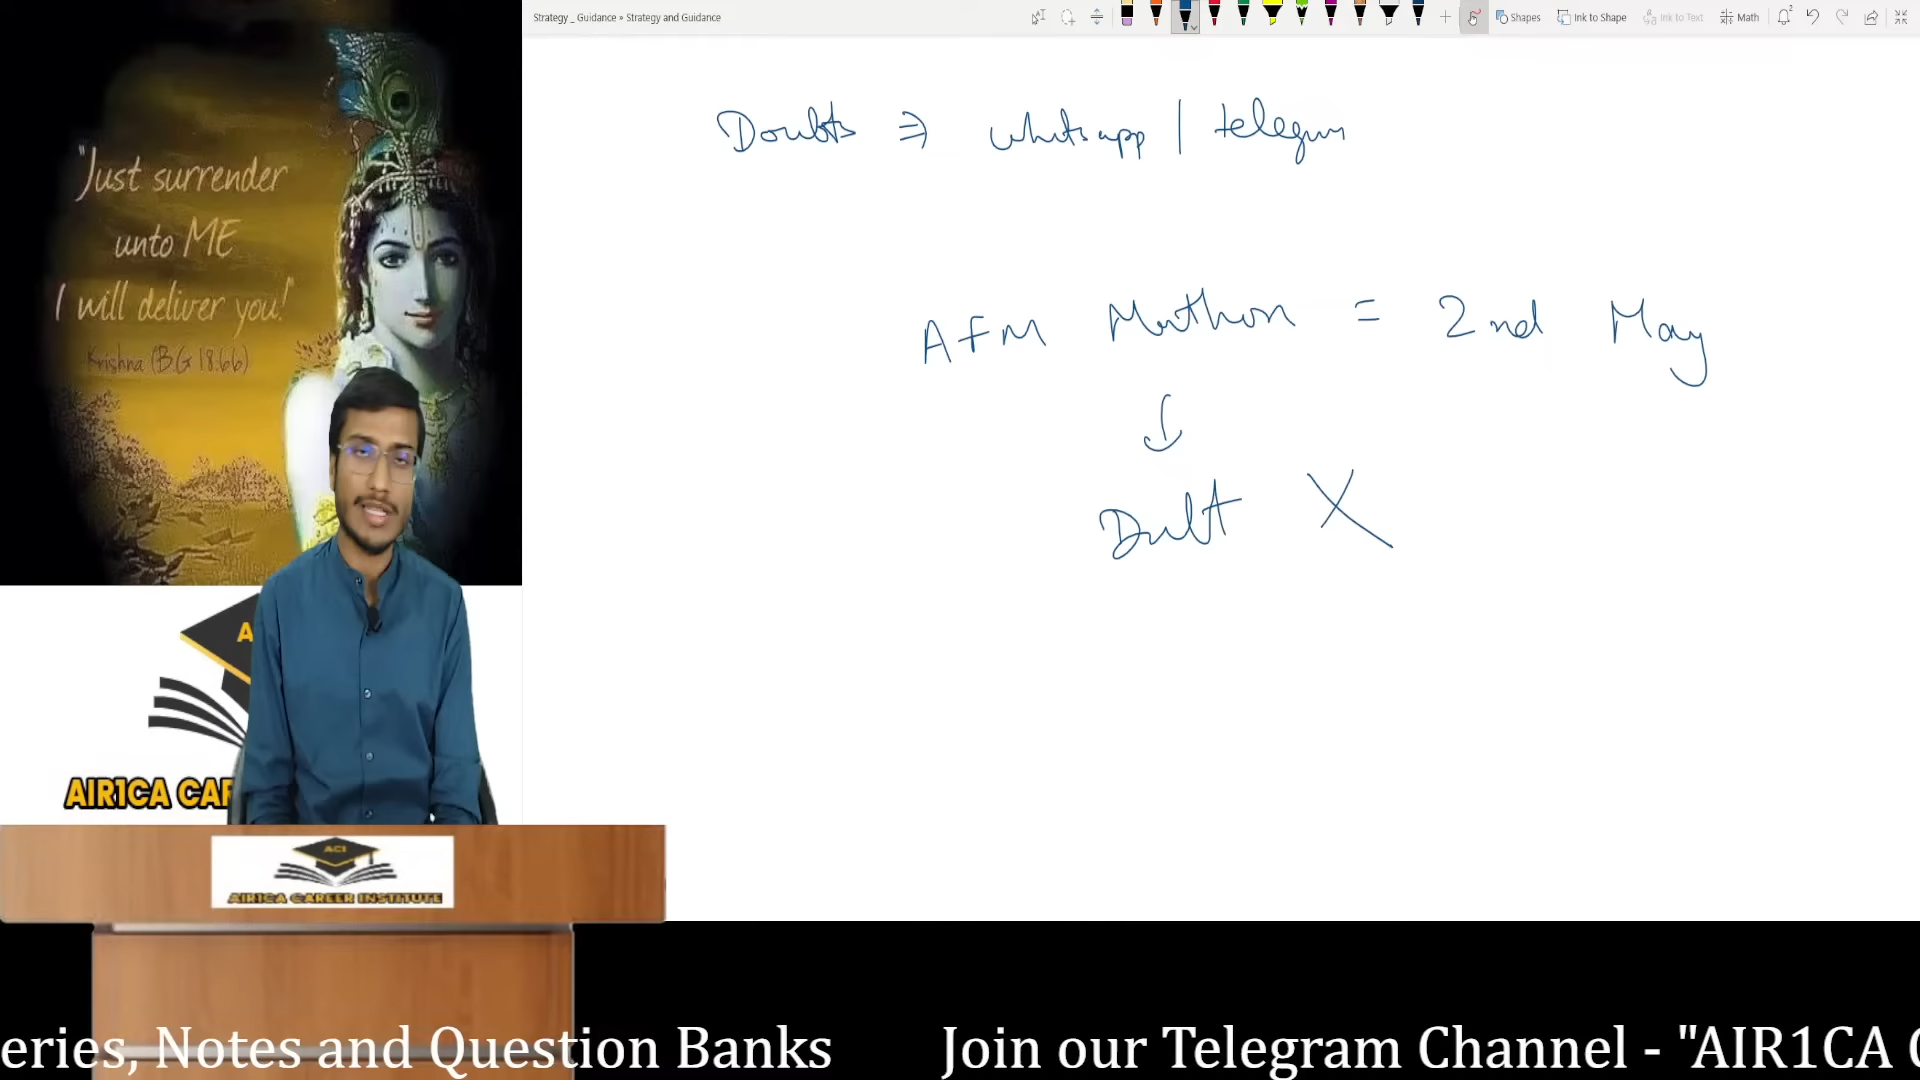 Strategy _ Guidance » Strategy and Guidance
Shapes
Ink to Shape
Ink to Text
Math
Doubts ⇒ whatsapp | telegram
"Just surrender
unto ME
I will deliver you!"
Krishna (B.G 18.66)
AFM Marathon = 2nd May
↓
Doubt X
A
AIR1CA CAR
ACI
AIR1CA CAREER INSTITUTE
eries, Notes and Question Banks
Join our Telegram Channel - "AIR1CA C